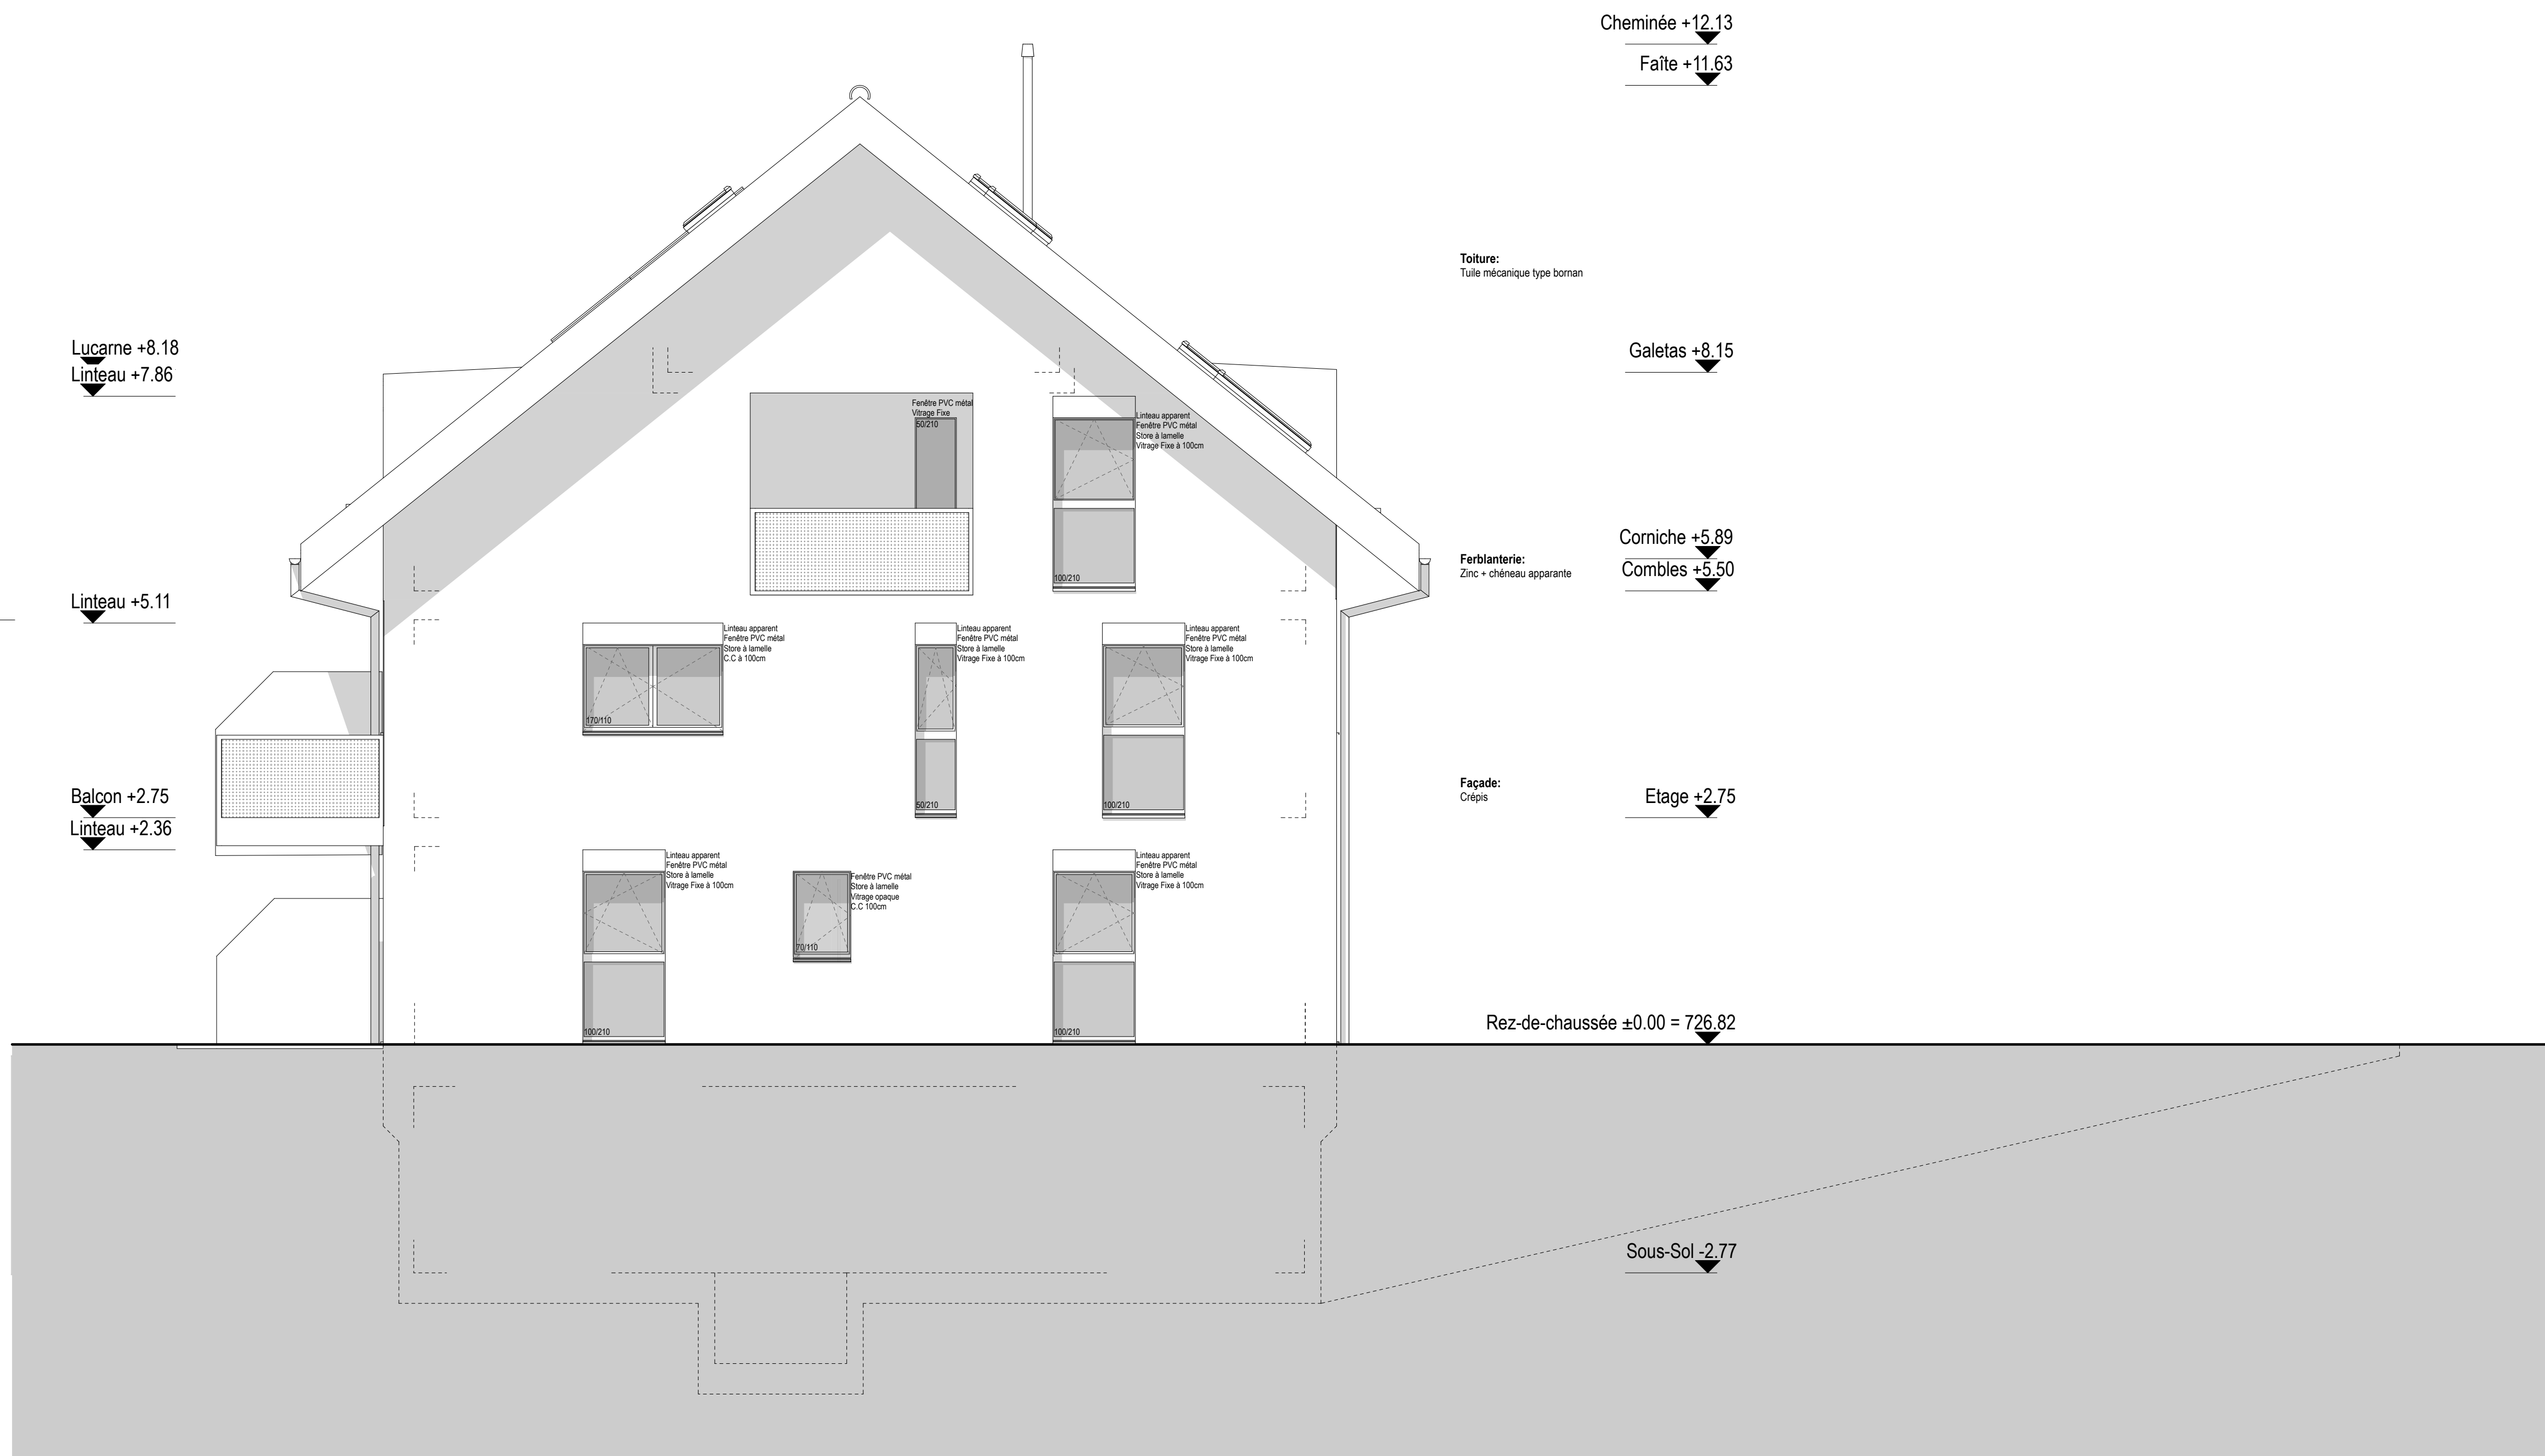 Cheminée +12.13
Faîte +11.63
Toiture:
Tuile mécanique type bornan
Lucarne +8.18
Linteau +7.86
Galetas +8.15
Fenêtre PVC métal
Vitrage Fixe
50/210
Linteau apparent
Fenêtre PVC métal
Store à lamelle
Vitrage Fixe à 100cm
100/210
Corniche +5.89
Ferblanterie:
Zinc + chéneau apparante
Combles +5.50
Linteau +5.11
Linteau apparent
Fenêtre PVC métal
Store à lamelle
C.C à 100cm
170/110
Linteau apparent
Fenêtre PVC métal
Store à lamelle
Vitrage Fixe à 100cm
50/210
Linteau apparent
Fenêtre PVC métal
Store à lamelle
Vitrage Fixe à 100cm
100/210
Façade:
Crépis
Balcon +2.75
Linteau +2.36
Etage +2.75
Linteau apparent
Fenêtre PVC métal
Store à lamelle
Vitrage Fixe à 100cm
100/210
Fenêtre PVC métal
Store à lamelle
Vitrage opaque
C.C 100cm
70/110
Linteau apparent
Fenêtre PVC métal
Store à lamelle
Vitrage Fixe à 100cm
100/210
Rez-de-chaussée ±0.00 = 726.82
Sous-Sol -2.77